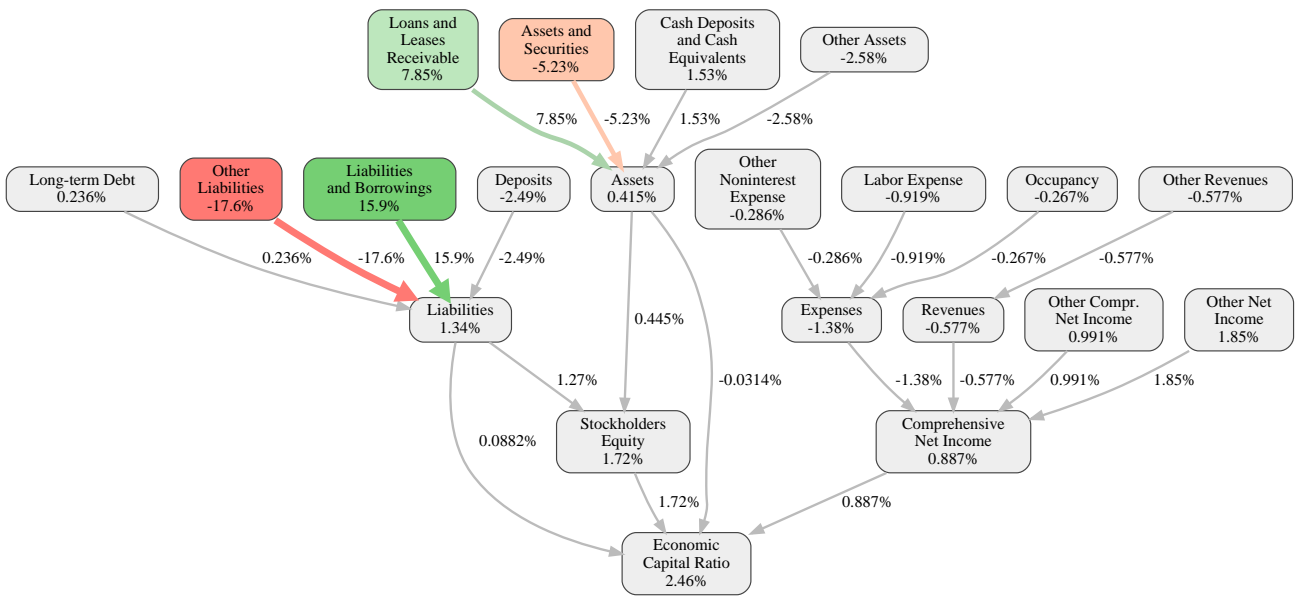 Loans and
Leases
Receivable
7.85%
Assets and
Securities
-5.23%
Cash Deposits
and Cash
Equivalents
1.53%
Other Assets
-2.58%
7.85%
-5.23%
1.53%
-2.58%
Long-term Debt
0.236%
Other
Liabilities
-17.6%
Liabilities
and Borrowings
15.9%
Deposits
-2.49%
Assets
0.415%
Other
Noninterest
Expense
-0.286%
Labor Expense
-0.919%
Occupancy
-0.267%
Other Revenues
-0.577%
0.236%
-17.6%
15.9%
-2.49%
-0.286%
-0.919%
-0.267%
-0.577%
Liabilities
1.34%
0.445%
Expenses
-1.38%
Revenues
-0.577%
Other Compr.
Net Income
0.991%
Other Net
Income
1.85%
1.27%
-0.0314%
-1.38%
-0.577%
0.991%
1.85%
0.0882%
Stockholders
Equity
1.72%
Comprehensive
Net Income
0.887%
1.72%
0.887%
Economic
Capital Ratio
2.46%